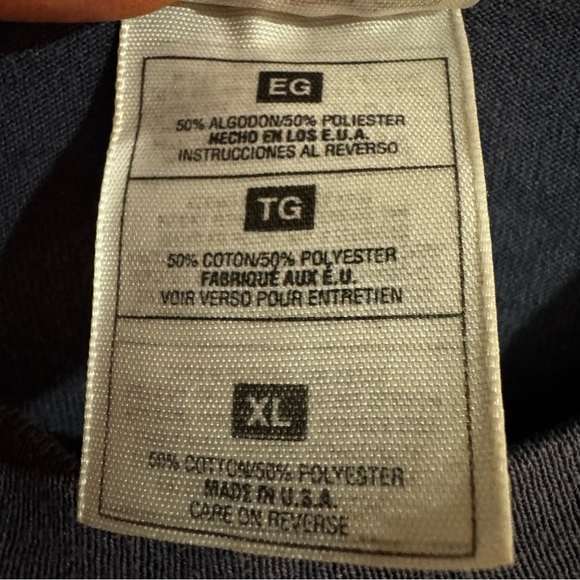 EG
50% ALGODON/50% POLIESTER
HECHO EN LOS E.U.A.
INSTRUCCIONES AL REVERSO
TG
50% COTON/50% POLYESTER
FABRIQUÉ AUX É.U.
VOIR VERSO POUR ENTRETIEN
XL
50% COTTON/50% POLYESTER
MADE IN U.S.A.
CARE ON REVERSE